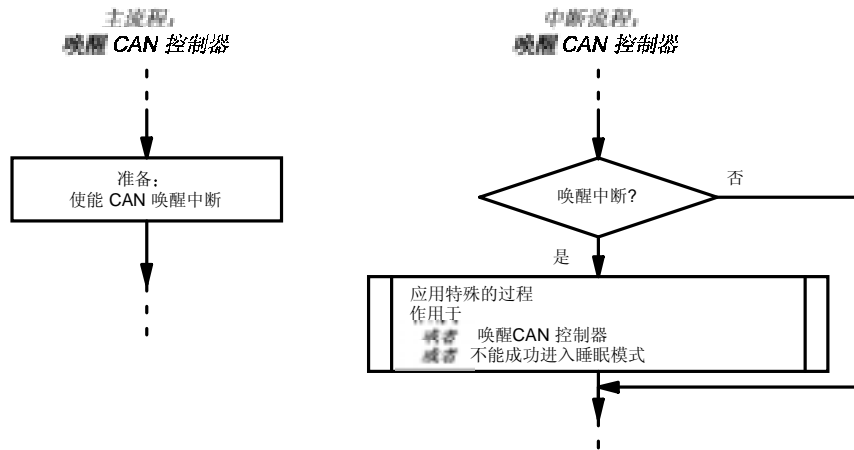 主流程:
唤醒 CAN 控制器
准备:
使能 CAN 唤醒中断
中断流程:
唤醒 CAN 控制器
唤醒中断?
否
是
应用特殊的过程
作用于
或者 唤醒CAN 控制器
或者 不能成功进入睡眠模式